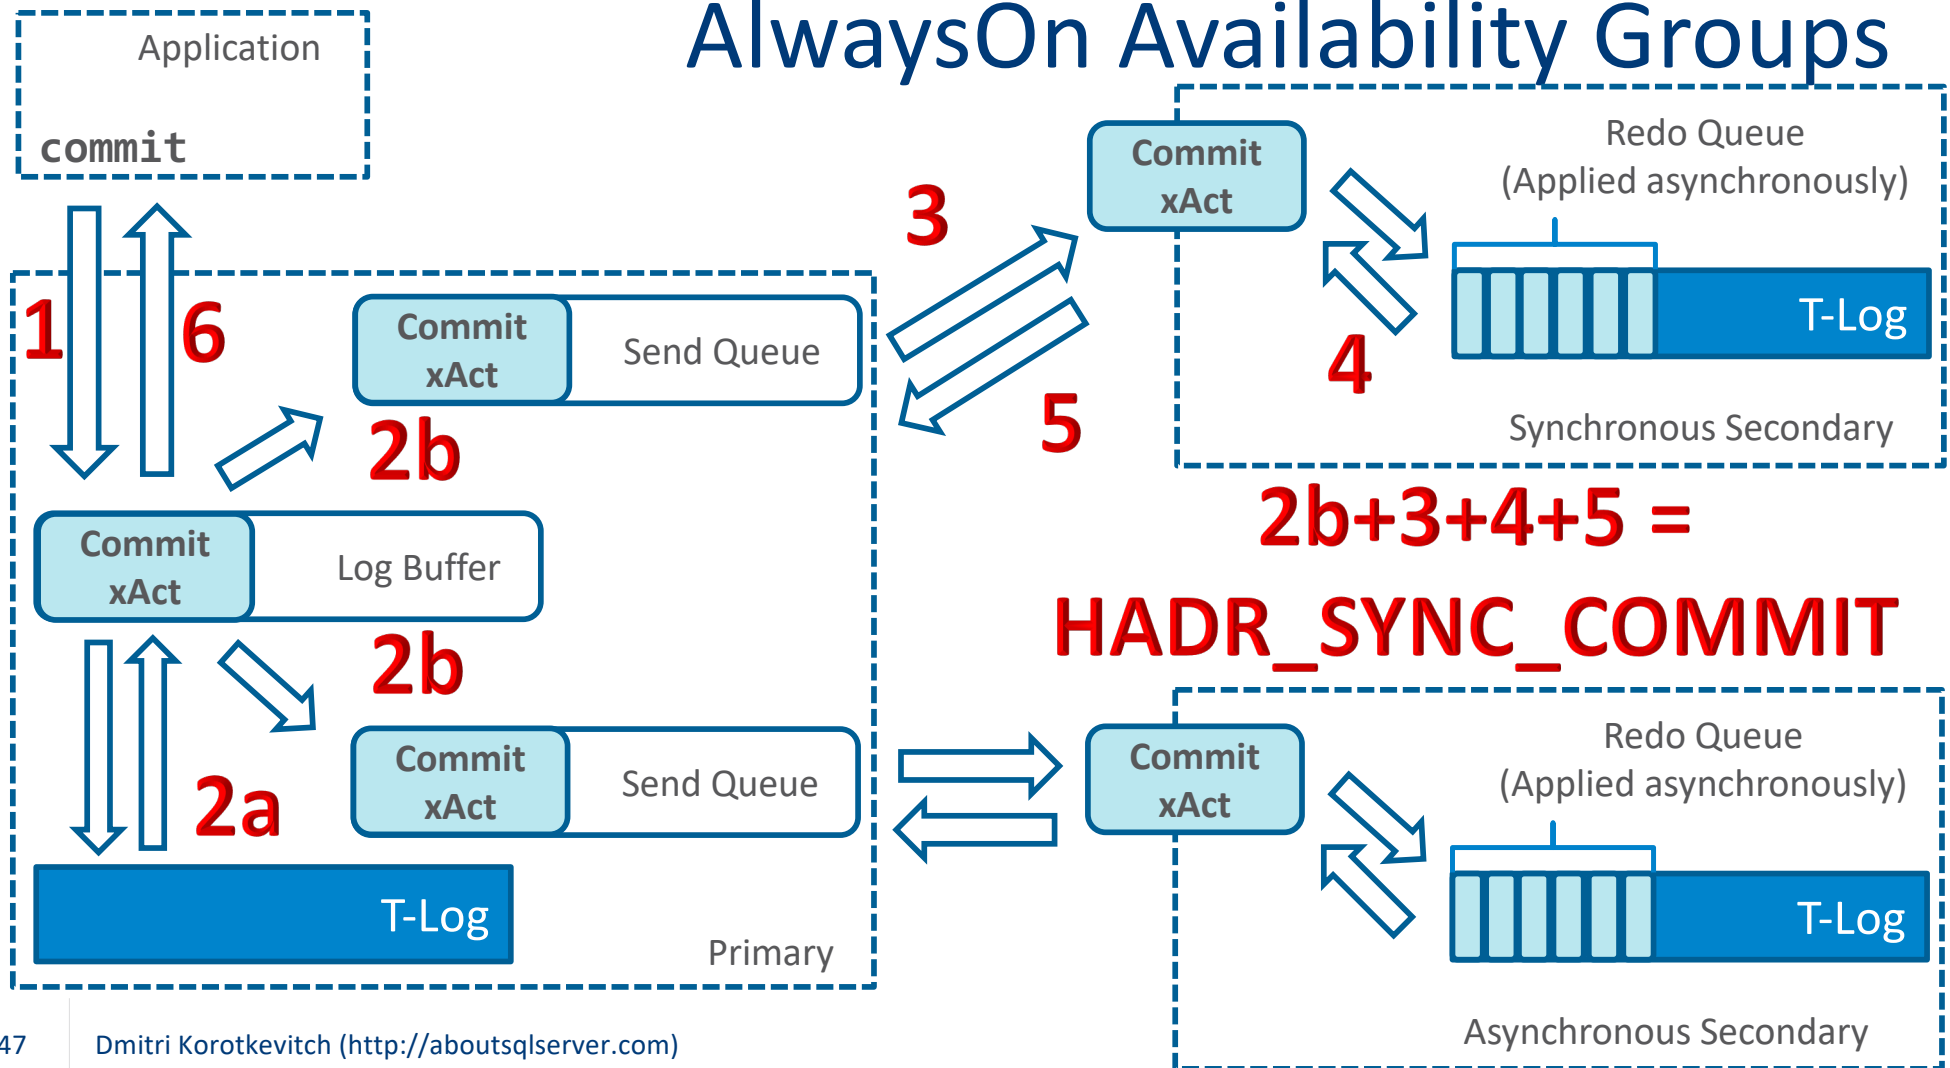 AlwaysOn Availability Groups
Application
commit
1
6
Commit
xAct
Send Queue
2b
Commit
xAct
Log Buffer
2b
Commit
xAct
Send Queue
2a
T-Log
Primary
3
5
Commit
xAct
4
Redo Queue
(Applied asynchronously)
T-Log
Synchronous Secondary
2b+3+4+5 =
HADR_SYNC_COMMIT
Commit
xAct
Redo Queue
(Applied asynchronously)
T-Log
Asynchronous Secondary
47
Dmitri Korotkevitch (http://aboutsqlserver.com)